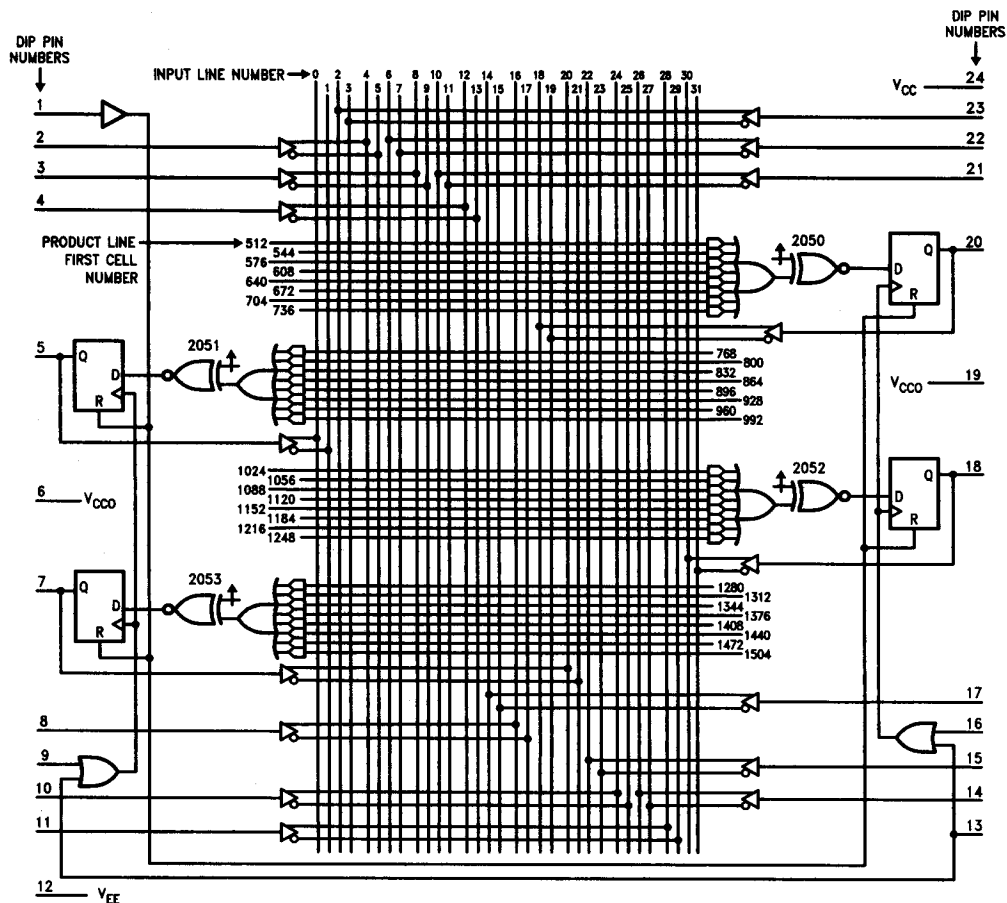 DIP PIN
NUMBERS
DIP PIN
NUMBERS
INPUT LINE NUMBER
0 2 4 6 8 10 12 14 16 18 20 22 24 26 28 30
1 3 5 7 9 11 13 15 17 19 21 23 25 27 29 31
VCC
24
1
23
2
22
3
21
4
PRODUCT LINE
FIRST CELL
NUMBER
512
544
576
608
640
672
704
736
2050
Q
D
R
20
5
Q
D
R
2051
768
800
832
864
896
928
960
992
VCCO
19
6
VCCO
1024
1056
1088
1120
1152
1184
1216
1248
2052
Q
D
R
18
7
Q
D
R
2053
1280
1312
1344
1376
1408
1440
1472
1504
17
8
16
9
15
10
14
11
13
12
VEE